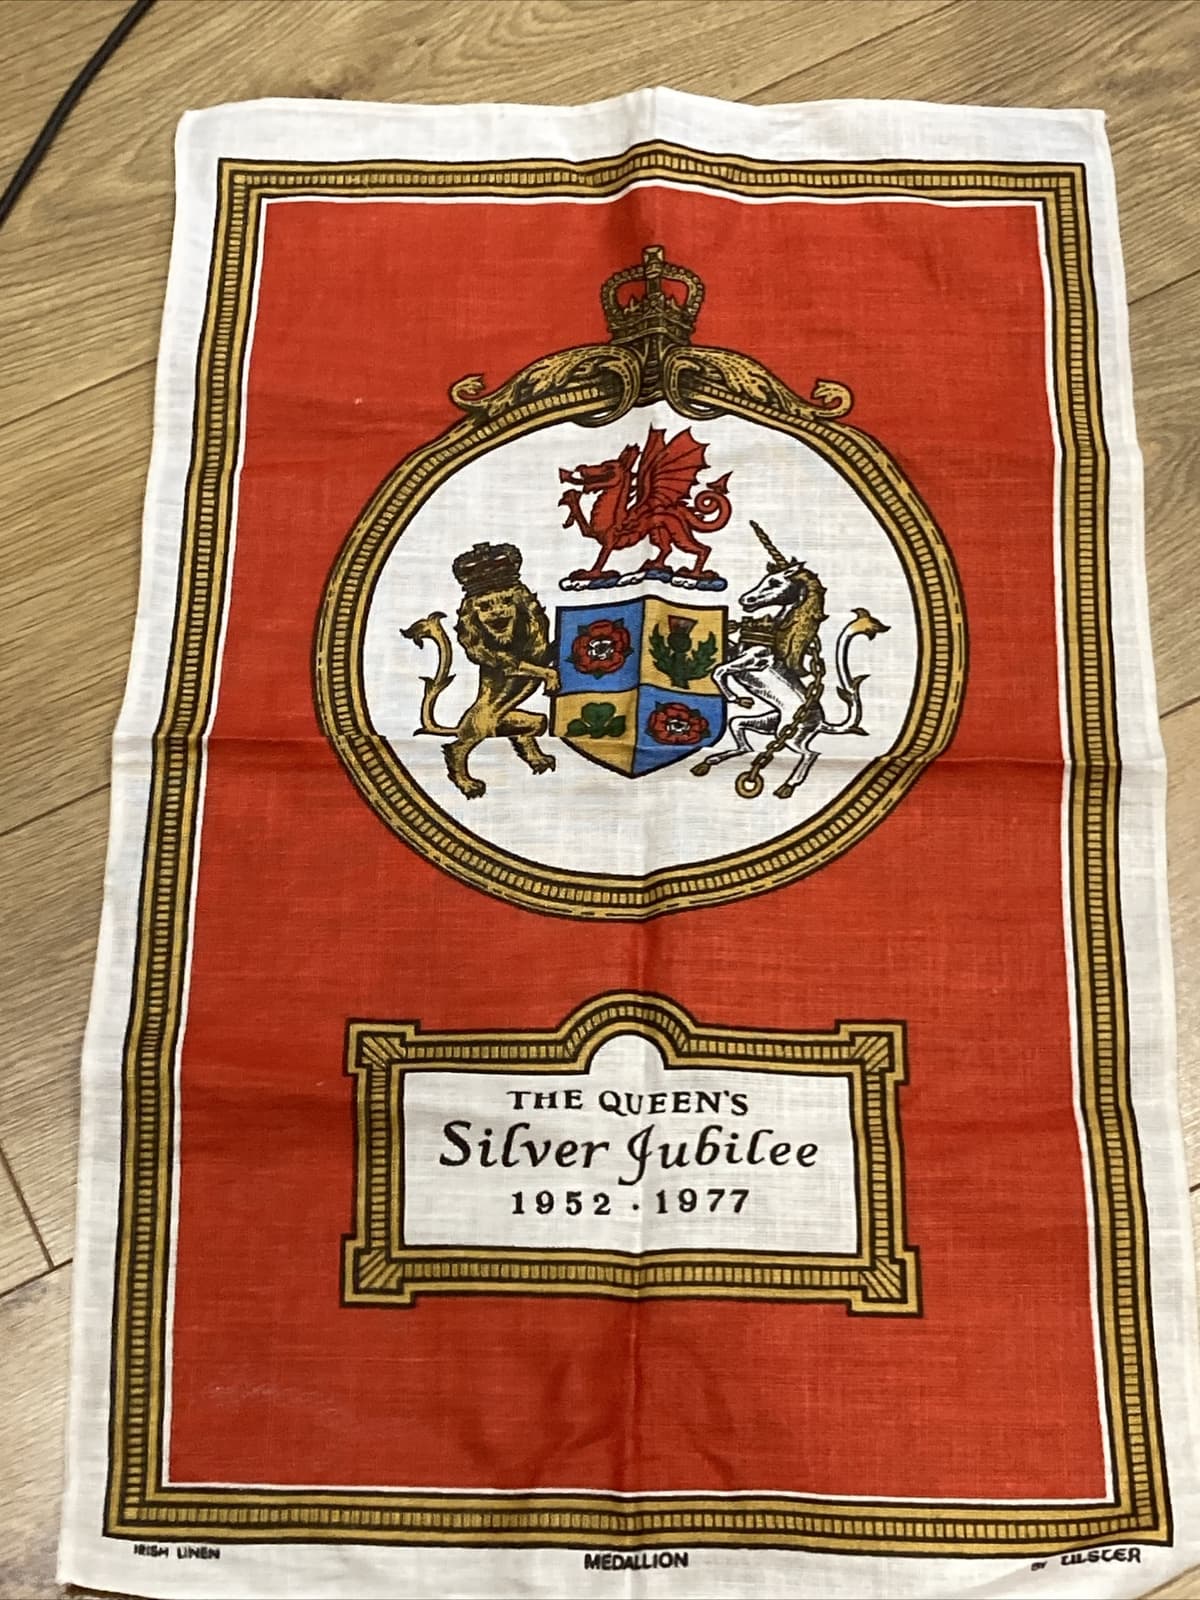 THE QUEEN'S
Silver Jubilee
1952 · 1977
IRISH LINEN MEDALLION BY ULSTER